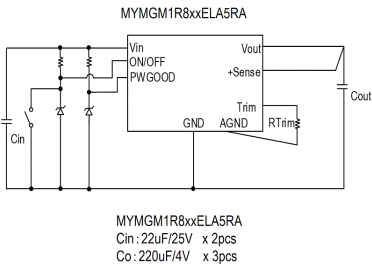 MYMGM1R8xxELA5RA
Vin
Vout
ON/OFF
PWGOOD
+Sense
Cout
Trim
GND
AGND
RTrim
Cin
MYMGM1R8xxELA5RA
Cin : 22uF/25V x 2pcs
Co : 220uF/4V x 3pcs